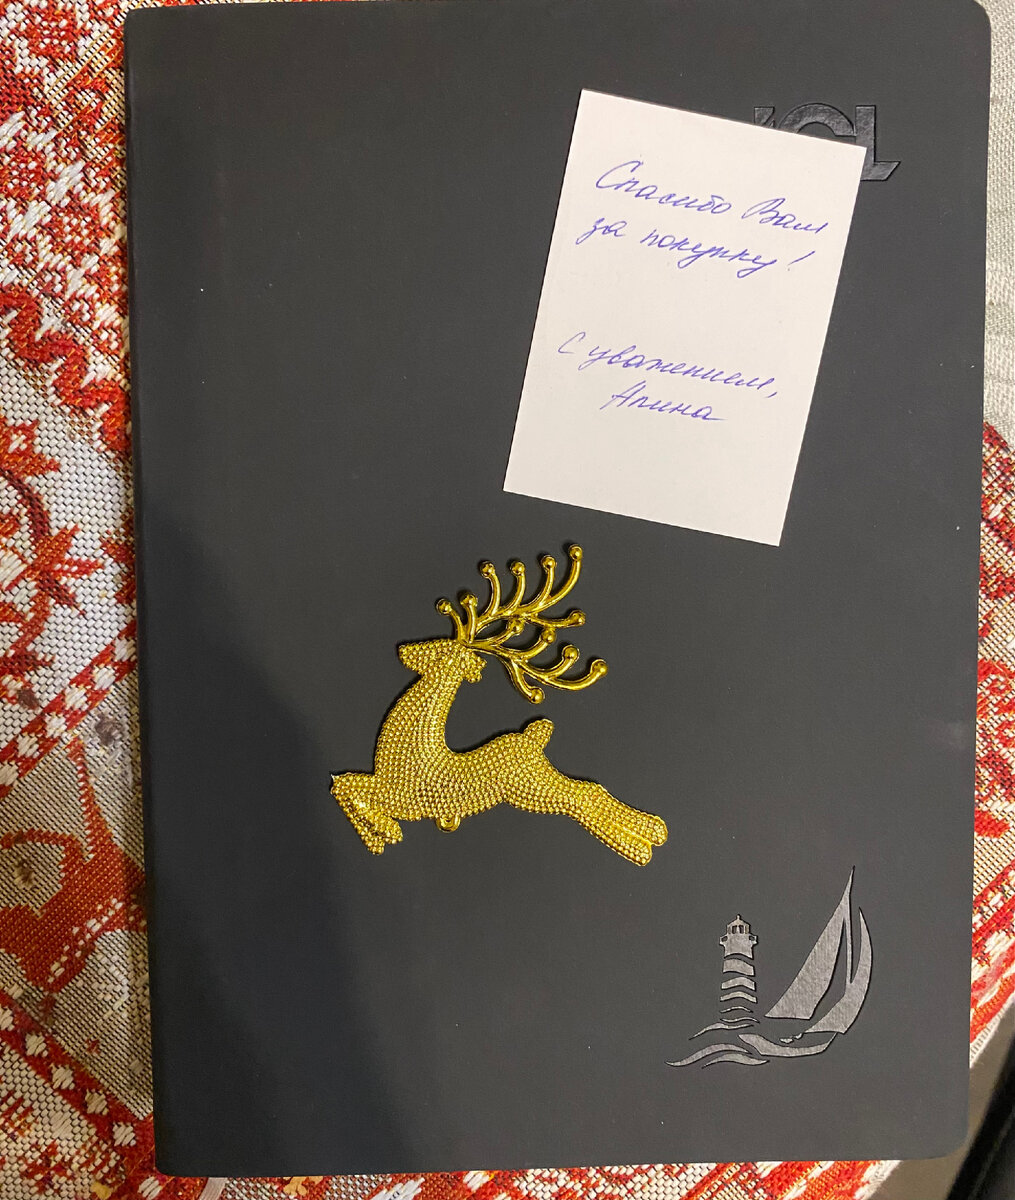 Спасибо Вам
за покупку!
С уважением,
Алина